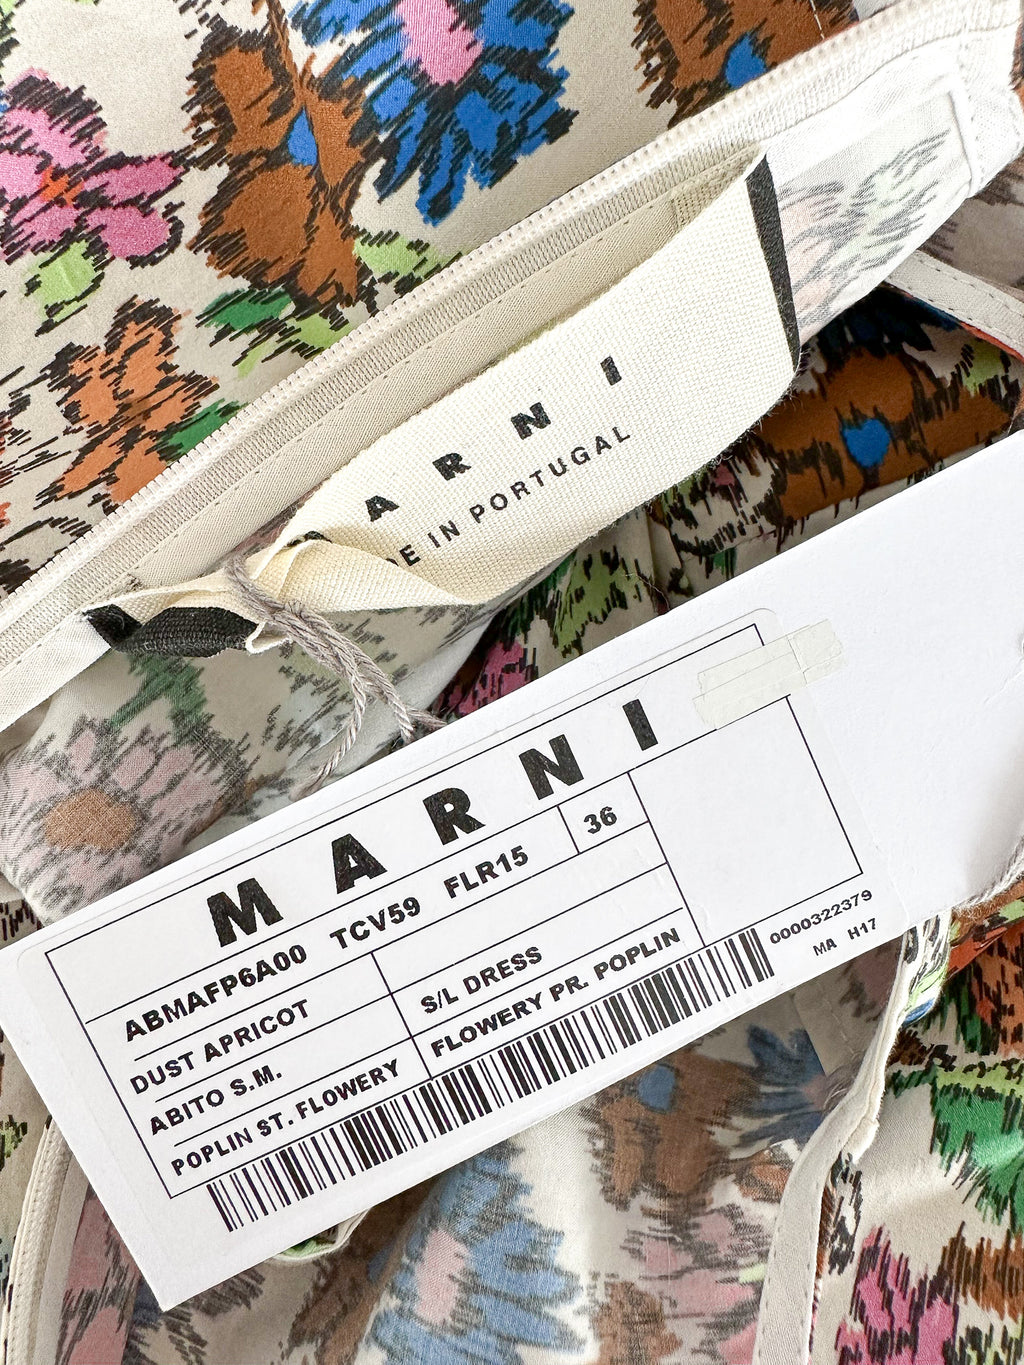 ARNI
DE IN PORTUGAL
MARNI
ABMAFP6A00 TCV59 FLR15 36
DUST APRICOT
ABITO S.M. S/L DRESS
POPLIN ST. FLOWERY FLOWERY PR. POPLIN
0000322379
MA H17